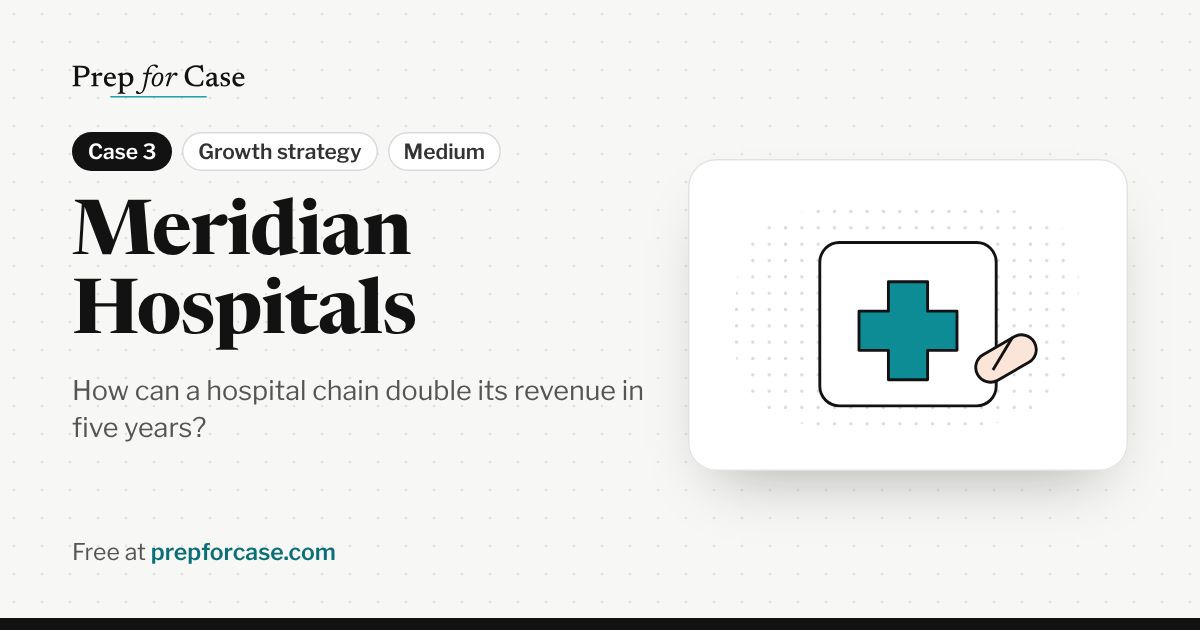 Prep for Case
Case 3
Growth strategy
Medium
Meridian
Hospitals
How can a hospital chain double its revenue in
five years?
Free at prepforcase.com